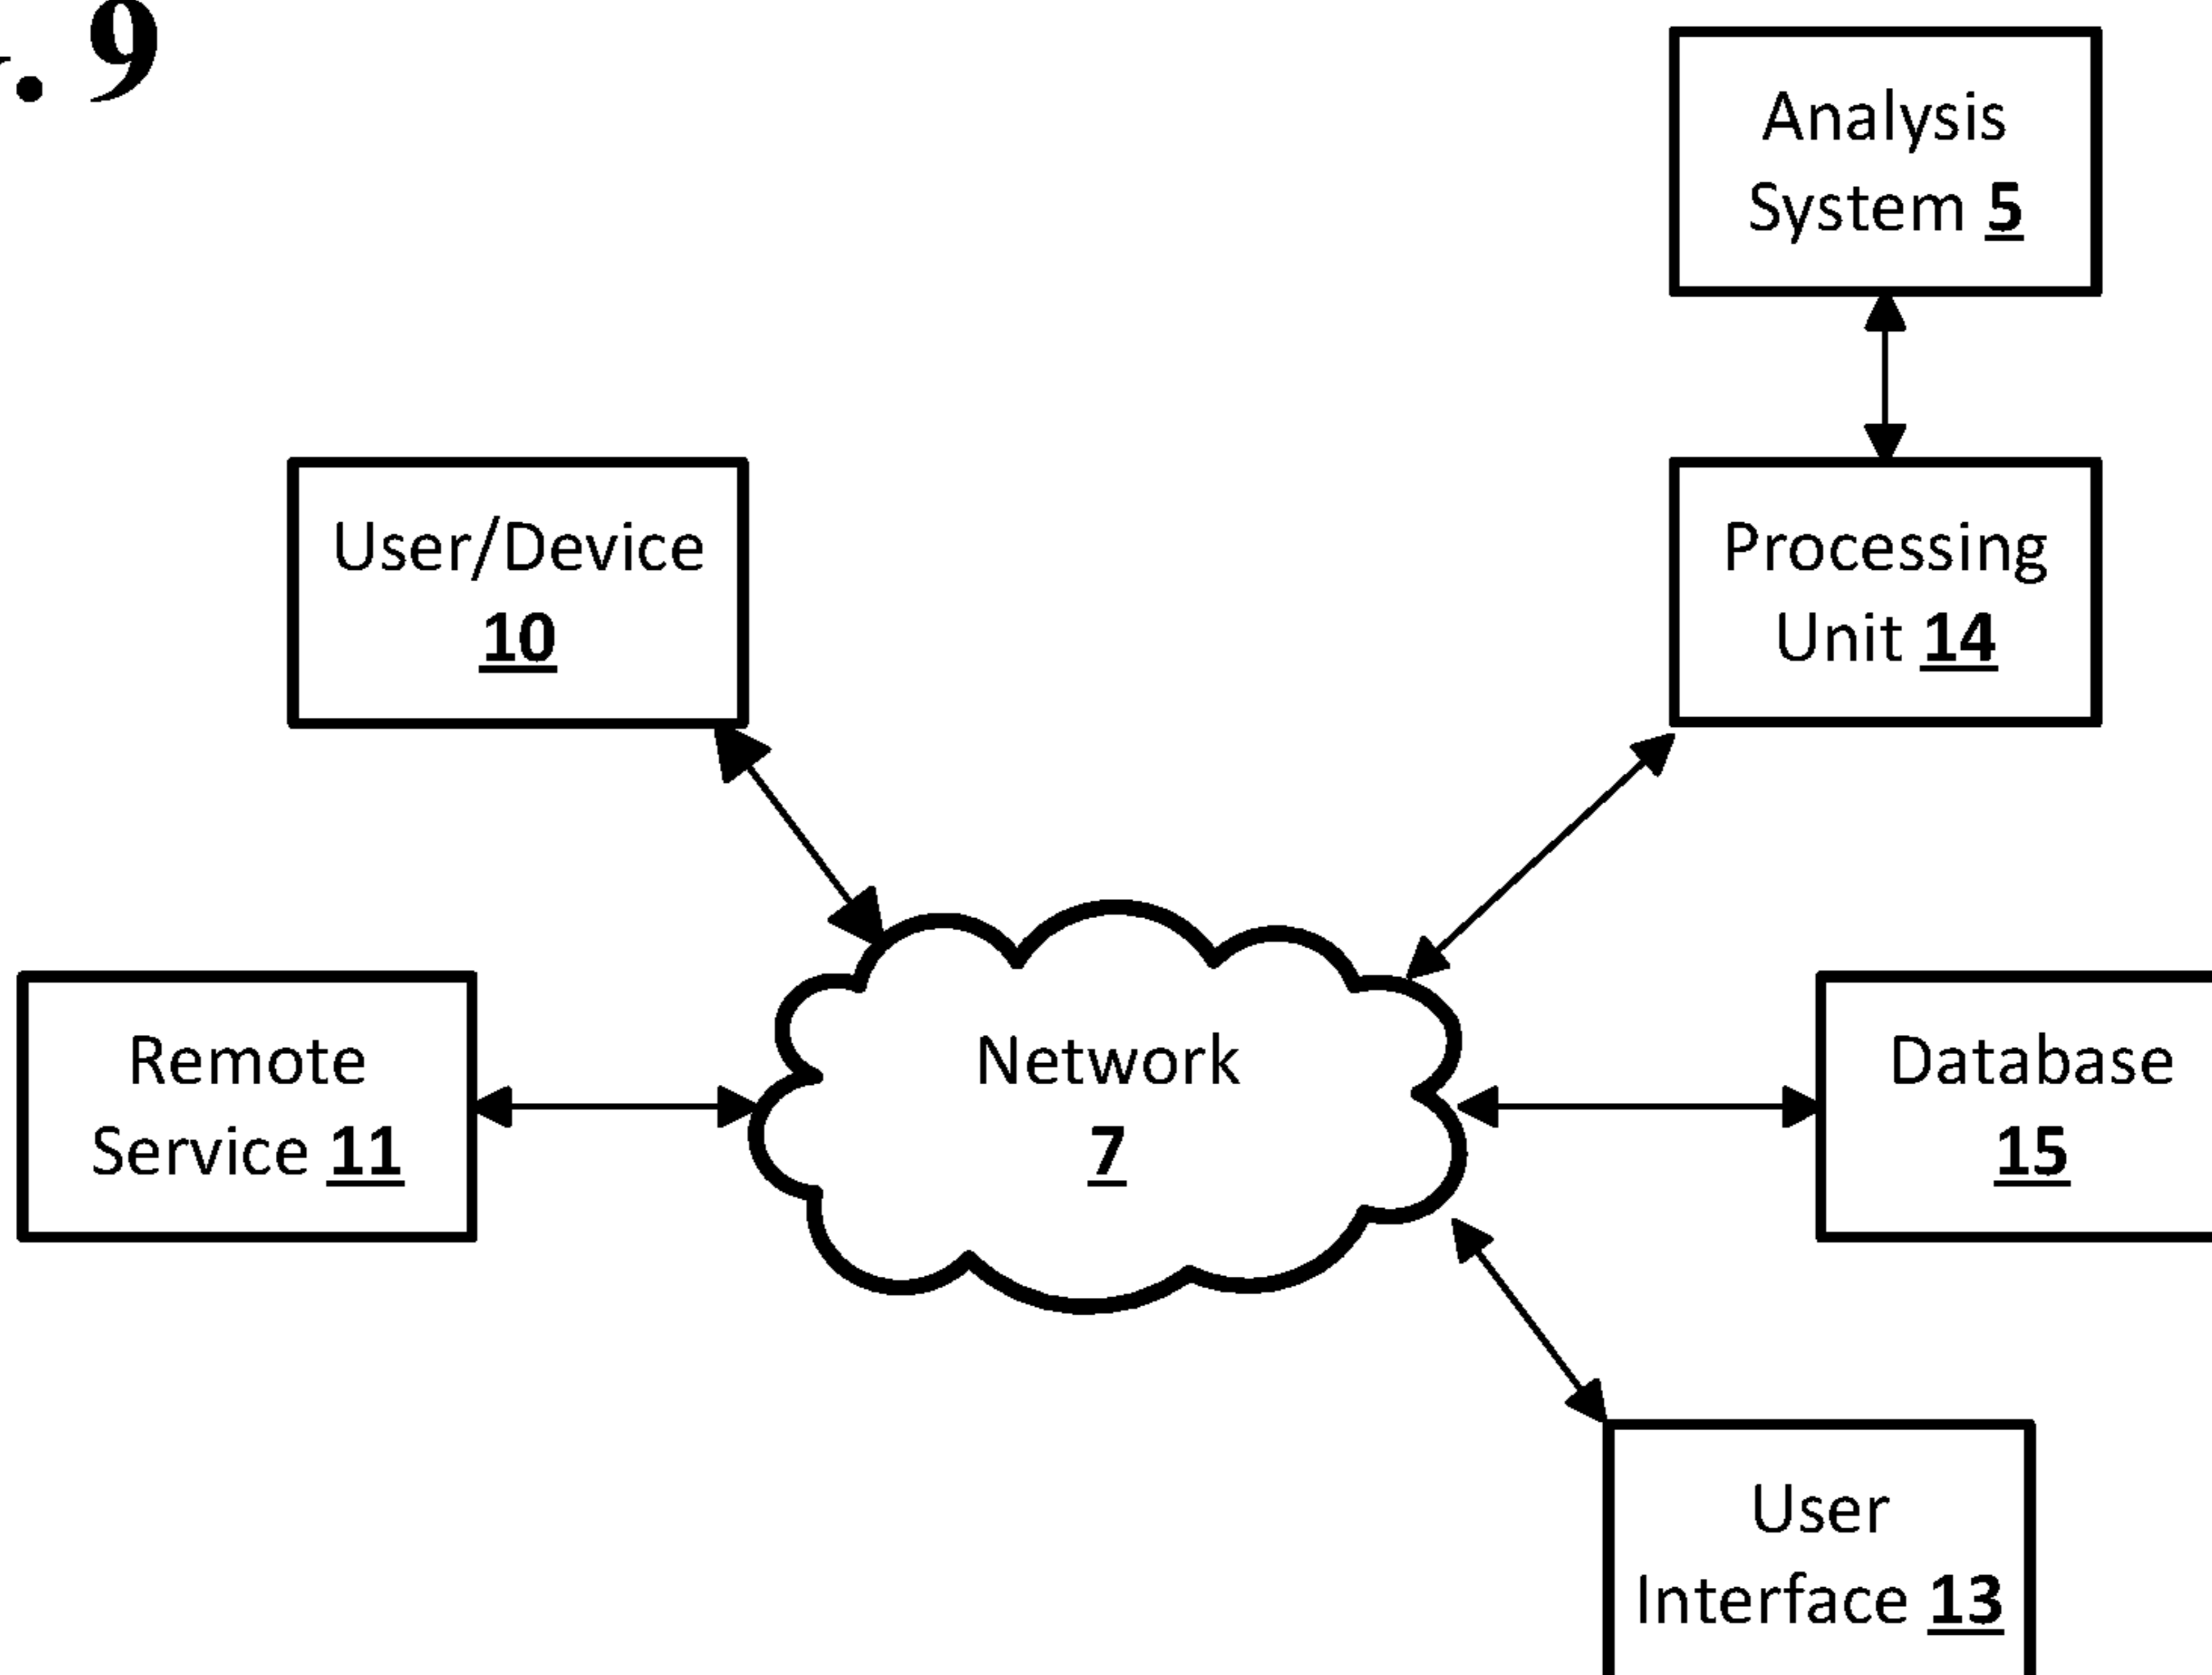 . 9
Analysis
System 5
User/Device
10
Processing
Unit 14
Remote
Service 11
Network
7
Database
15
User
Interface 13